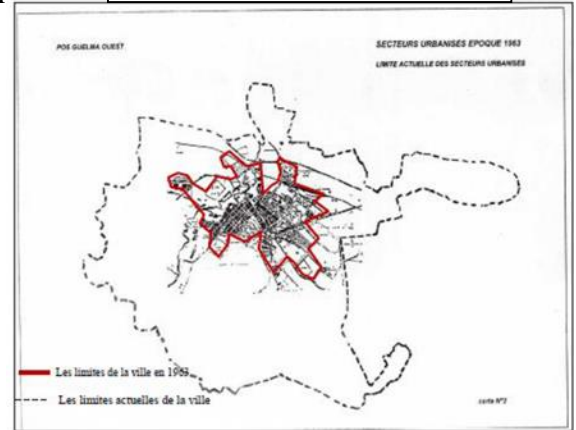 POS GUELMA OUEST
SECTEURS URBANISES EPOQUE 1963
LIMITE ACTUELLE DES SECTEURS URBANISES
Les limites de la ville en 1963
Les limites actuelles de la ville
carte N°2